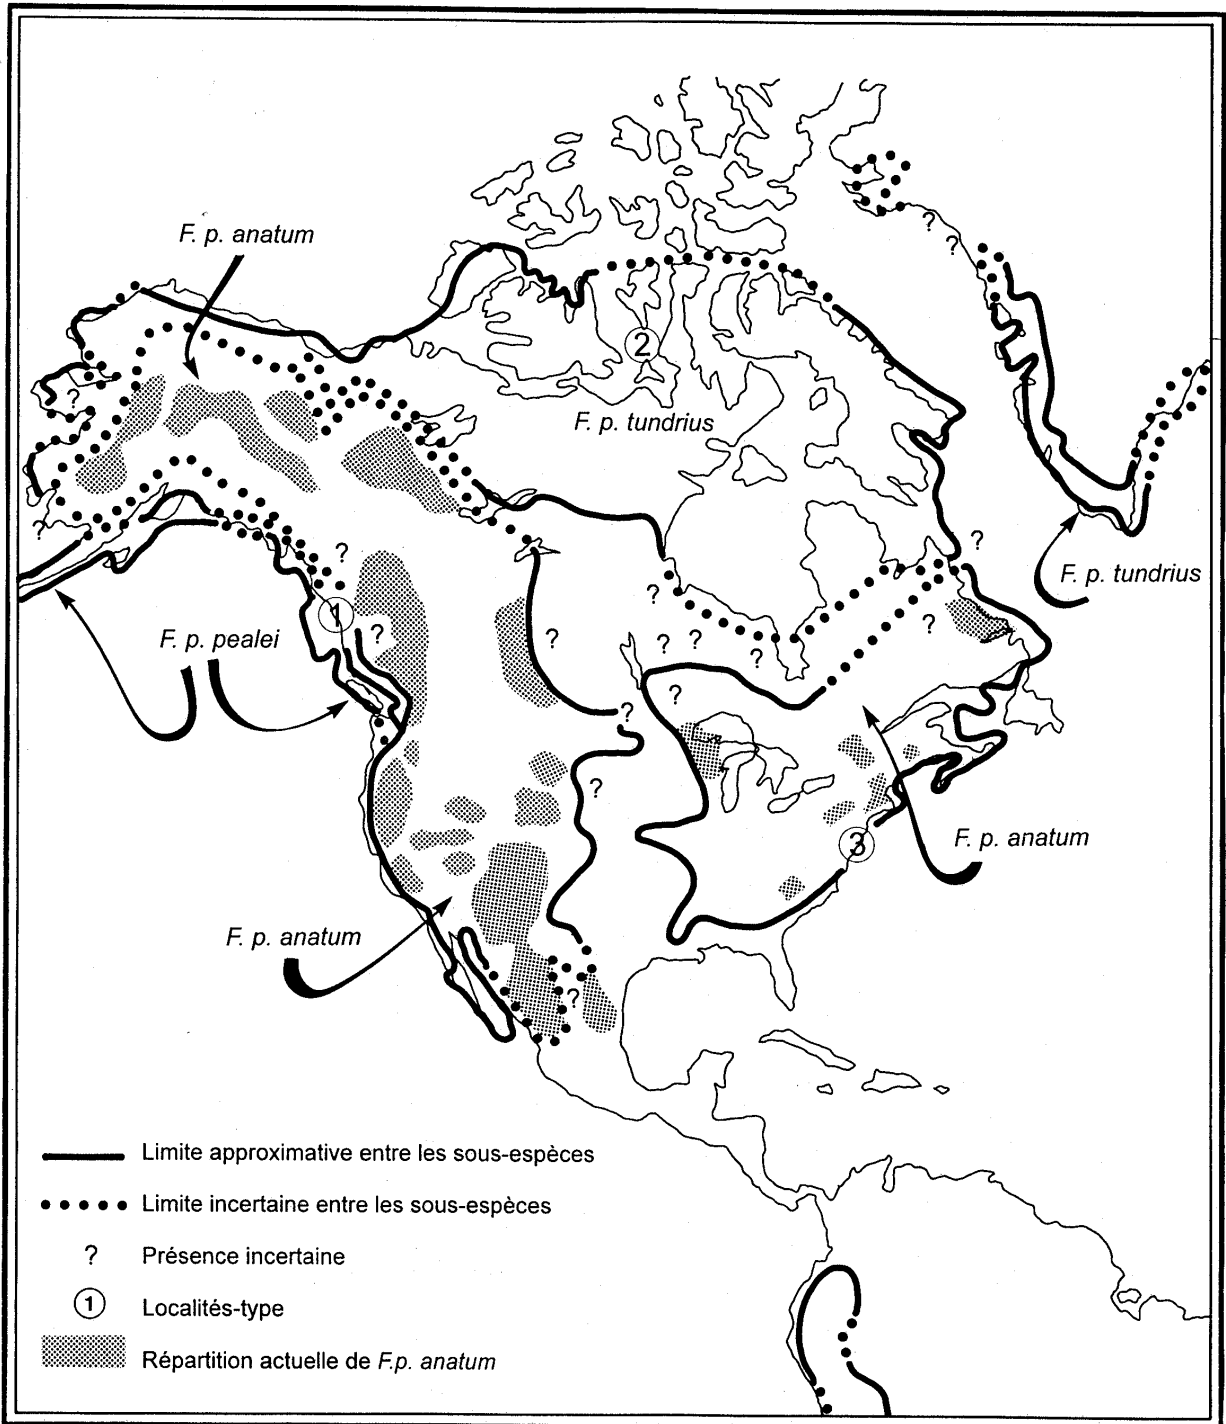 F. p. anatum
?
?
?
②
F. p. tundrius
?
?
?
?
F. p. tundrius
?
①
?
F. p. pealei
?
?
?
?
?
?
?
?
③
F. p. anatum
F. p. anatum
?
Limite approximative entre les sous-espèces
Limite incertaine entre les sous-espèces
? Présence incertaine
① Localités-type
Répartition actuelle de F.p. anatum